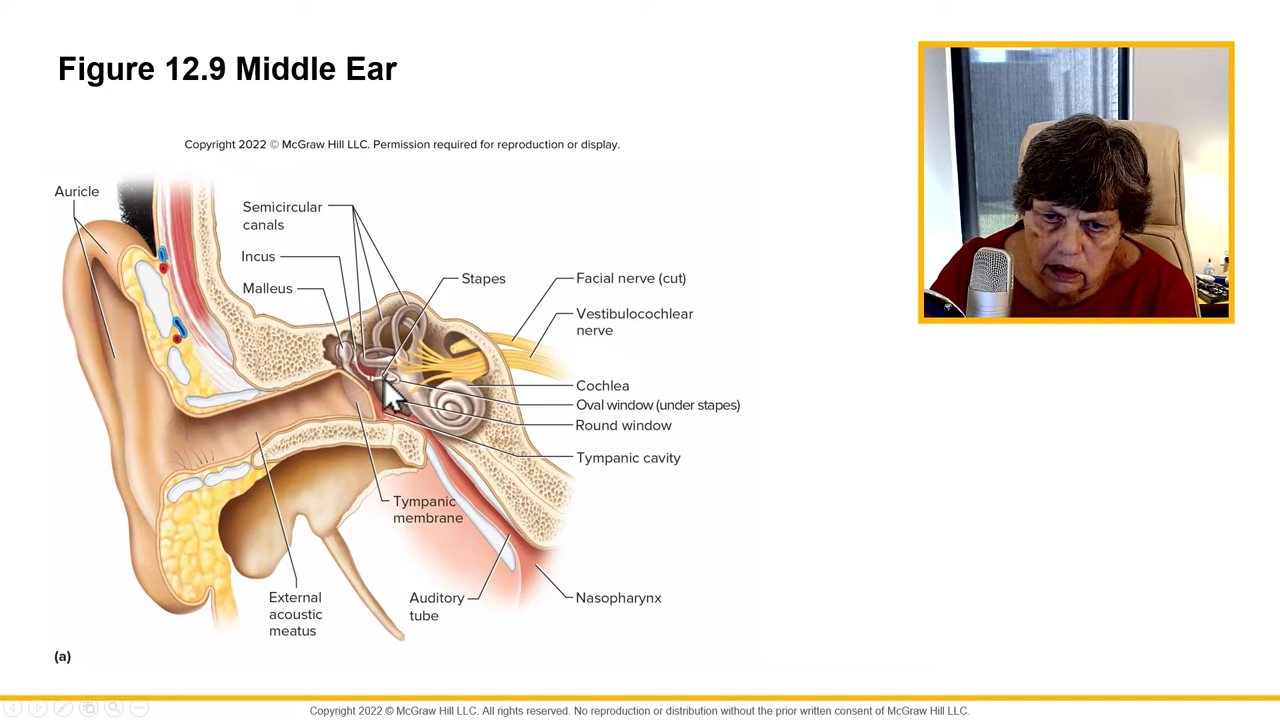 Figure 12.9 Middle Ear
Copyright 2022 © McGraw Hill LLC. Permission required for reproduction or display.
Auricle
Semicircular
canals
Incus
Malleus
Stapes
Facial nerve (cut)
Vestibulocochlear
nerve
Cochlea
Oval window (under stapes)
Round window
Tympanic cavity
Tympanic
membrane
External
acoustic
meatus
Auditory
tube
Nasopharynx
(a)
Copyright 2022 © McGraw Hill LLC. All rights reserved. No reproduction or distribution without the prior written consent of McGraw Hill LLC.